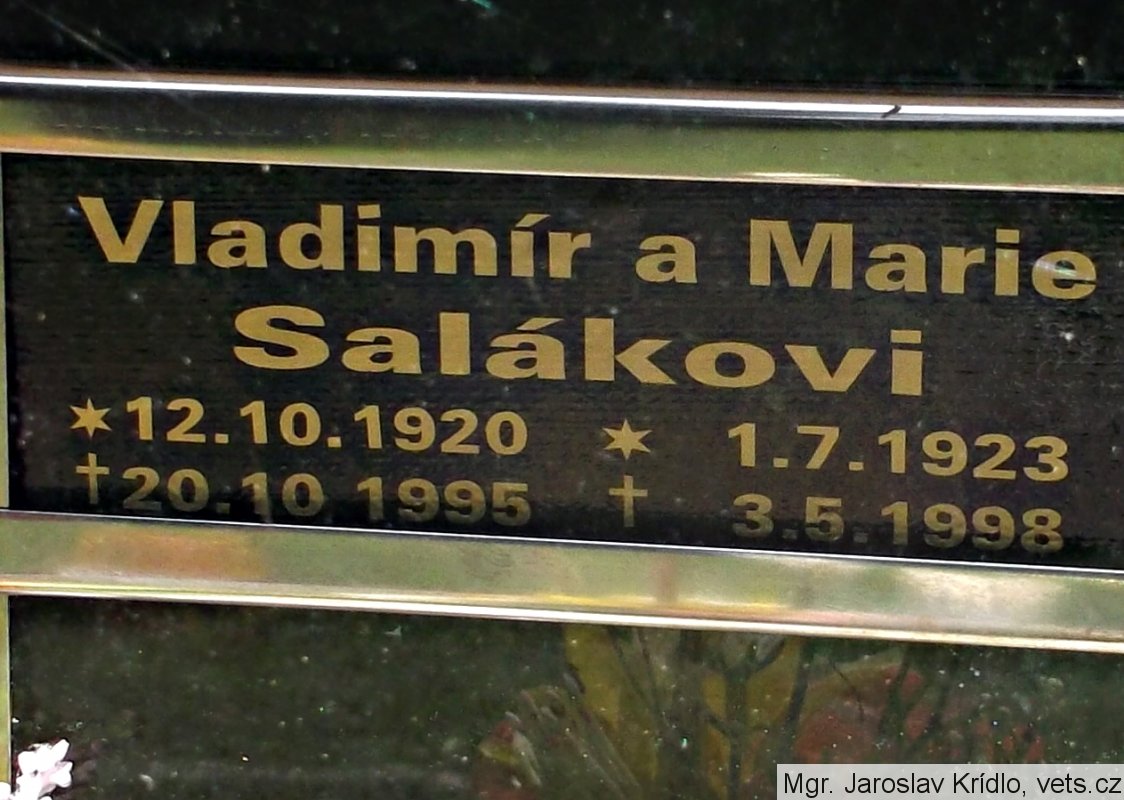 Vladimír a Marie
Salákovi
✶12.10.1920 ✶ 1.7.1923
†20.10 1995 † 3.5.1998
Mgr. Jaroslav Krídlo, vets.cz